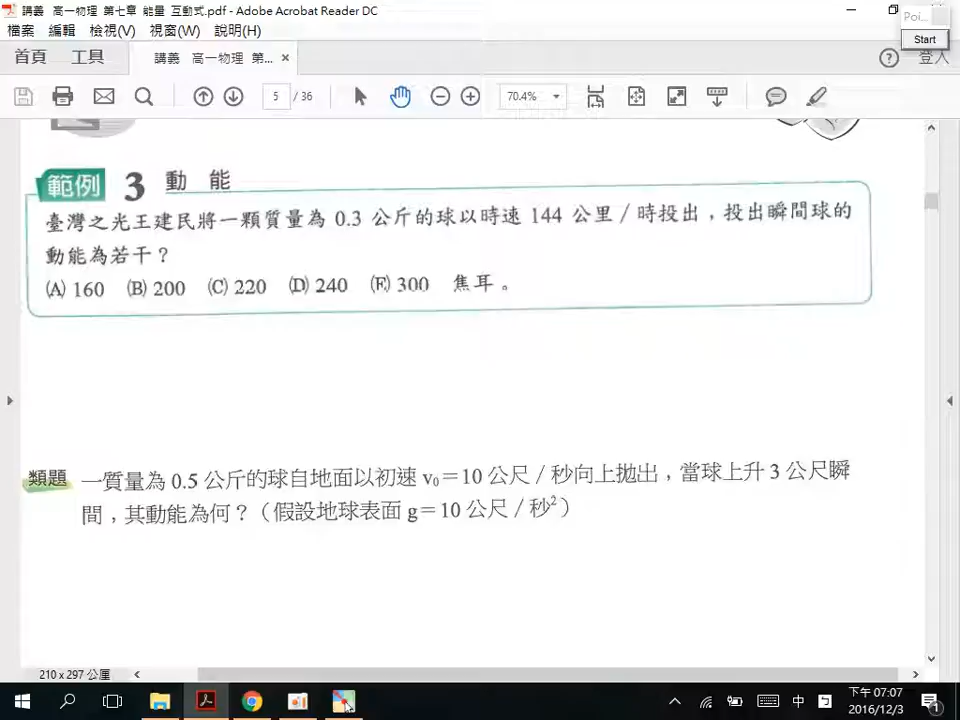 講義 高一物理 第七章 能量 互動式.pdf - Adobe Acrobat Reader DC
Poi...
檔案 編輯 檢視(V) 視窗(W) 說明(H)
Start
首頁 工具 講義 高一物理 第... × 登入
5 / 36 70.4%
範例 3 動能
臺灣之光王建民將一顆質量為 0.3 公斤的球以時速 144 公里/時投出,投出瞬間球的
動能為若干?
(A) 160 (B) 200 (C) 220 (D) 240 (E) 300 焦耳。
類題 一質量為 0.5 公斤的球自地面以初速 v₀=10 公尺/秒向上拋出,當球上升 3 公尺瞬
間,其動能為何?(假設地球表面 g=10 公尺/秒²)
210 x 297 公厘
中
下午 07:07
2016/12/3
1